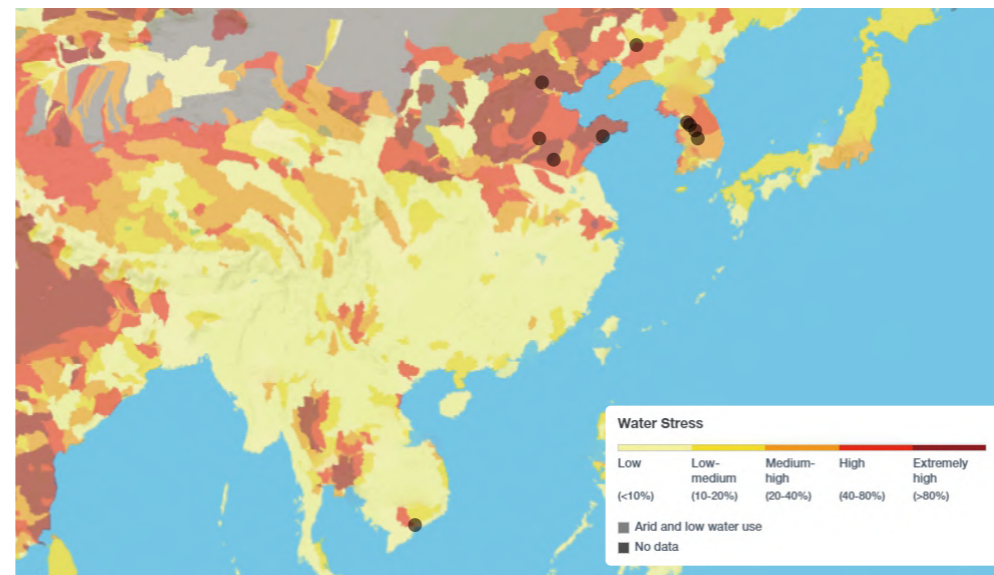 Water Stress
Low
Low-
medium
Medium-
high
High
Extremely
high
(<10%)
(10-20%)
(20-40%)
(40-80%)
(>80%)
Arid and low water use
No data